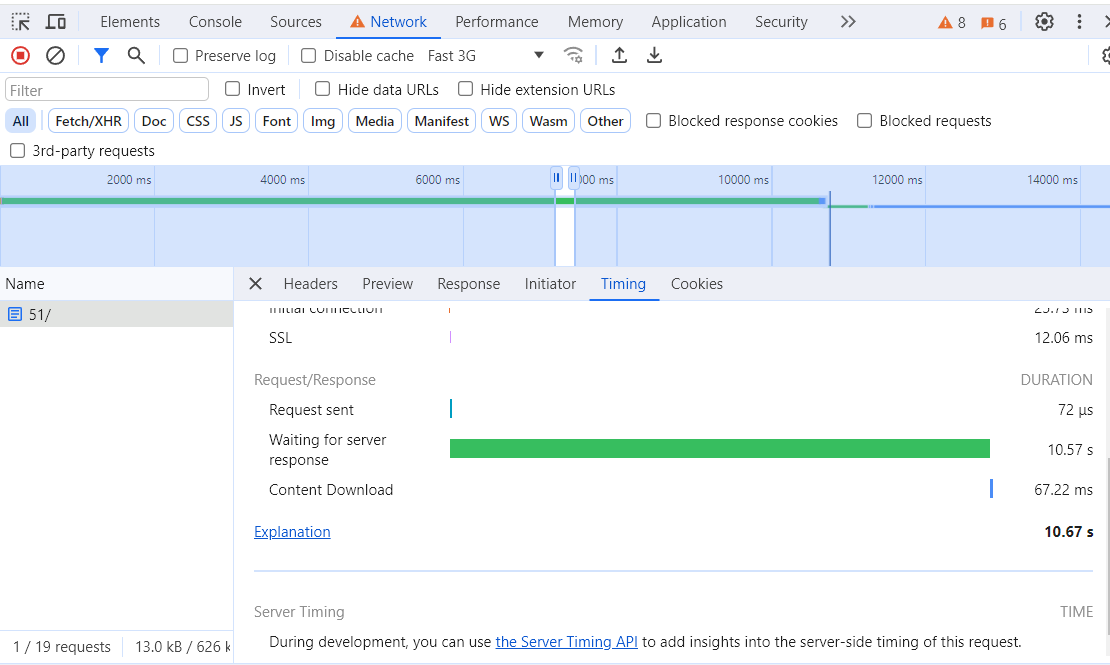 Elements Console Sources Network Performance Memory Application Security 8 6
Preserve log Disable cache Fast 3G
Filter Invert Hide data URLs Hide extension URLs
All Fetch/XHR Doc CSS JS Font Img Media Manifest WS Wasm Other Blocked response cookies Blocked requests
3rd-party requests
2000 ms 4000 ms 6000 ms 000 ms 10000 ms 12000 ms 14000 ms
Name Headers Preview Response Initiator Timing Cookies
51/
Initial connection 25.73 ms
SSL 12.06 ms
Request/Response DURATION
Request sent 72 µs
Waiting for server
response 10.57 s
Content Download 67.22 ms
Explanation 10.67 s
Server Timing TIME
During development, you can use the Server Timing API to add insights into the server-side timing of this request.
1 / 19 requests 13.0 kB / 626 k